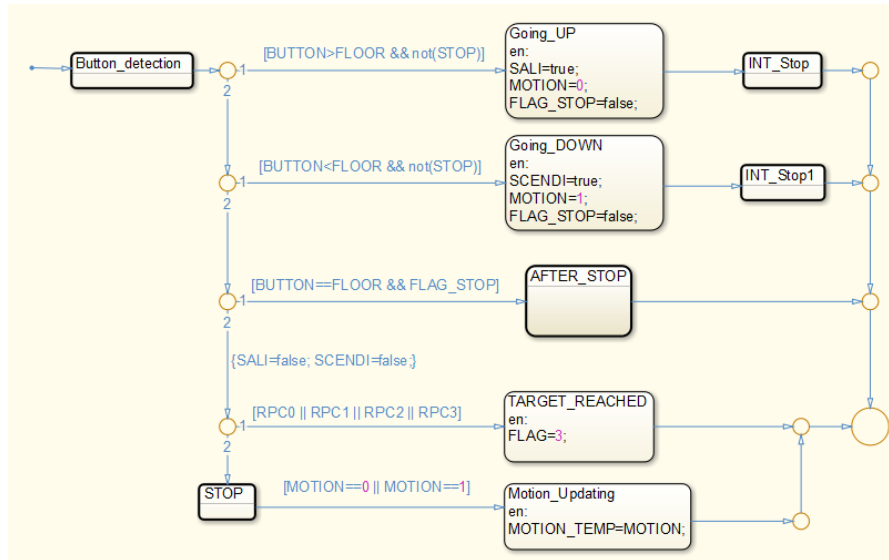 Button_detection
1
2
[BUTTON>FLOOR && not(STOP)]
Going_UP
en:
SALI=true;
MOTION=0;
FLAG_STOP=false;
INT_Stop
1
2
[BUTTON<FLOOR && not(STOP)]
Going_DOWN
en:
SCENDI=true;
MOTION=1;
FLAG_STOP=false;
INT_Stop1
1
2
[BUTTON==FLOOR && FLAG_STOP]
AFTER_STOP
{SALI=false; SCENDI=false;}
1
2
[RPC0 || RPC1 || RPC2 || RPC3]
TARGET_REACHED
en:
FLAG=3;
STOP
[MOTION==0 || MOTION==1]
Motion_Updating
en:
MOTION_TEMP=MOTION;